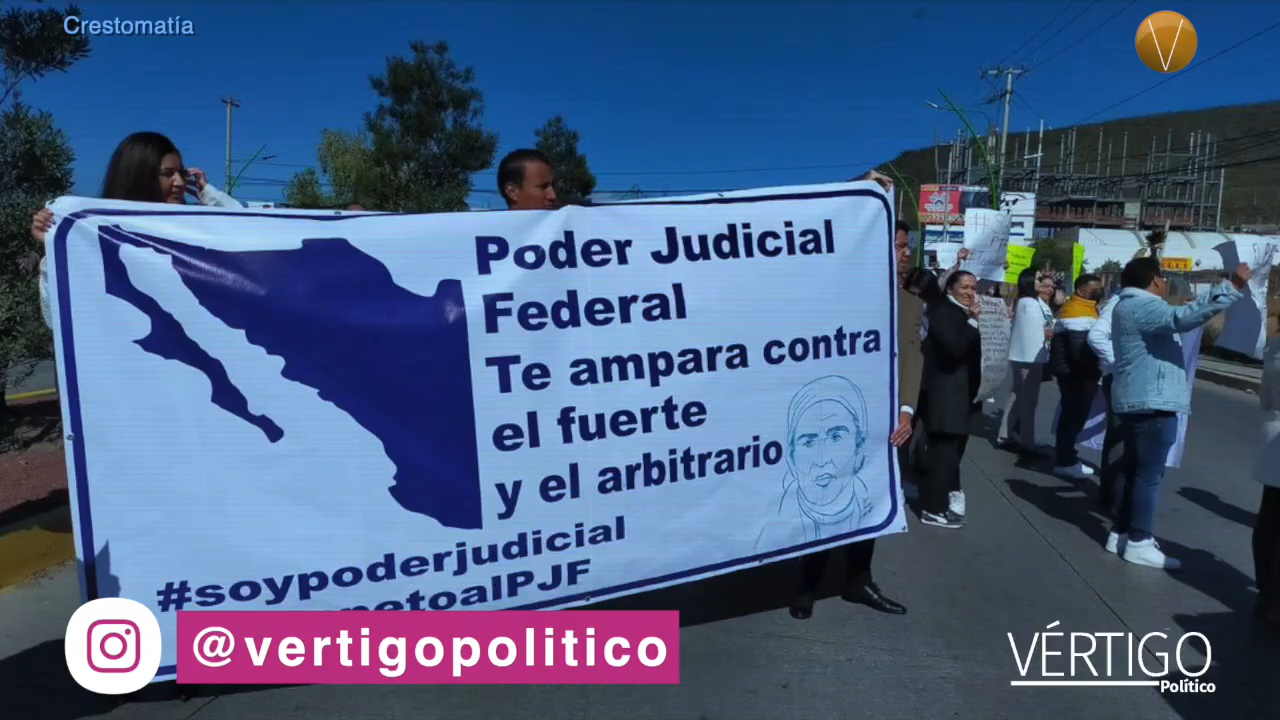 Crestomatía
V
Poder Judicial
Federal
Te ampara contra
el fuerte
y el arbitrario
#soypoderjudicial
@vertigopolitico
VÉRTIGO
Político